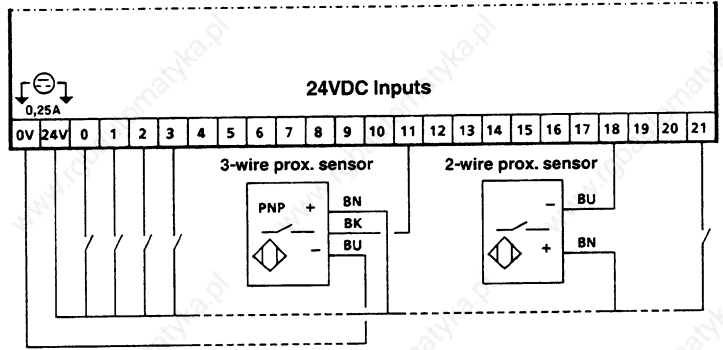 24VDC Inputs
0,25A
0V 24V 0 1 2 3 4 5 6 7 8 9 10 11 12 13 14 15 16 17 18 19 20 21
3-wire prox. sensor
2-wire prox. sensor
PNP + BN
BK
- BU
- BU
+ BN